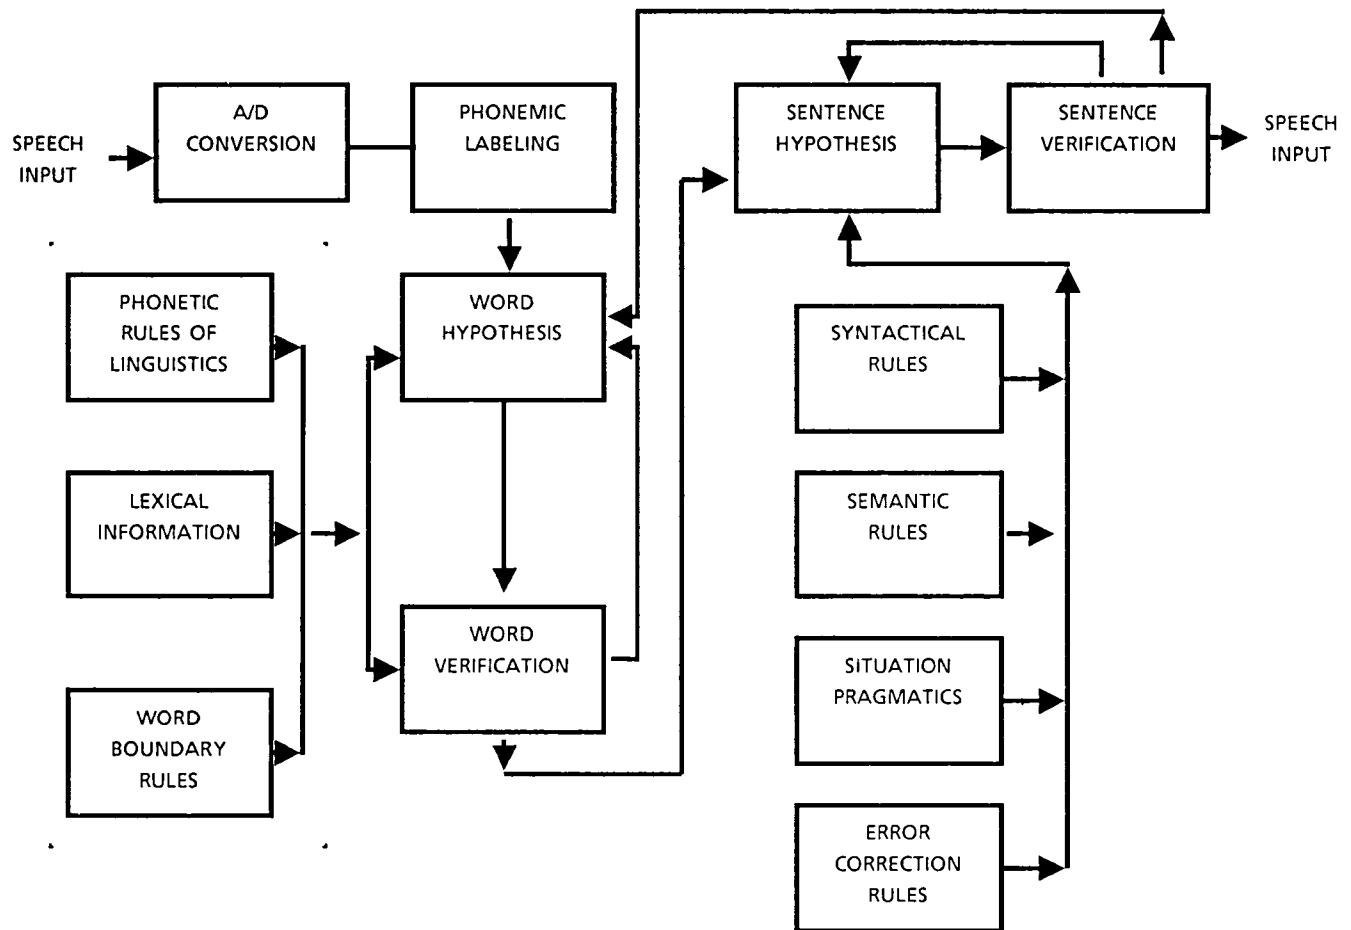 SPEECH
INPUT
A/D
CONVERSION
PHONEMIC
LABELING
SENTENCE
HYPOTHESIS
SENTENCE
VERIFICATION
SPEECH
INPUT
PHONETIC
RULES OF
LINGUISTICS
WORD
HYPOTHESIS
SYNTACTICAL
RULES
LEXICAL
INFORMATION
SEMANTIC
RULES
WORD
VERIFICATION
SITUATION
PRAGMATICS
WORD
BOUNDARY
RULES
ERROR
CORRECTION
RULES